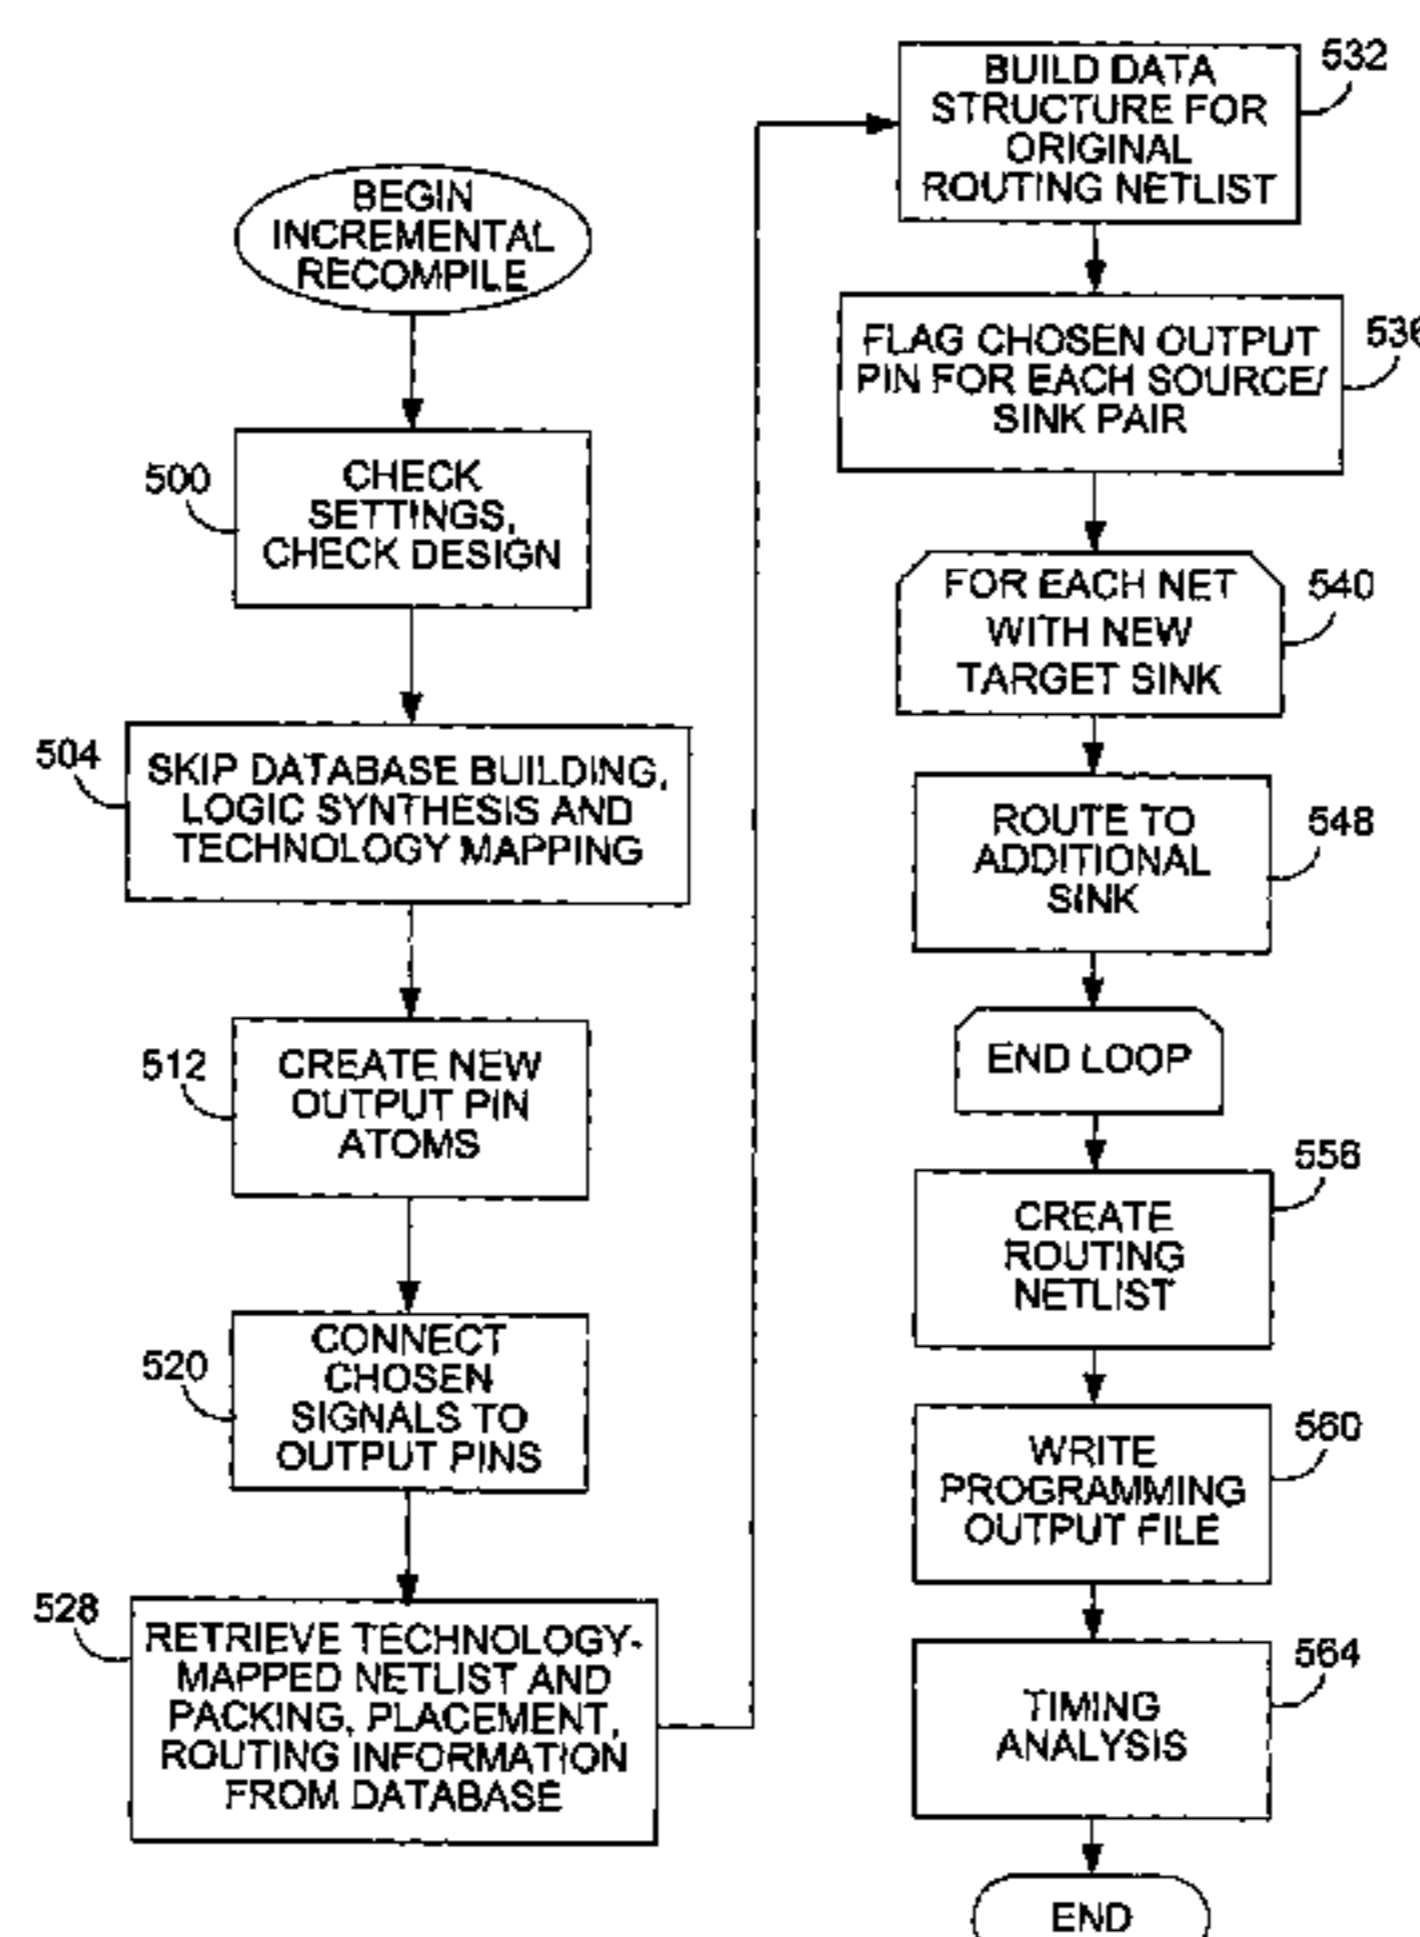 BEGIN
INCREMENTAL
RECOMPILE
500
CHECK
SETTINGS,
CHECK DESIGN
504
SKIP DATABASE BUILDING,
LOGIC SYNTHESIS AND
TECHNOLOGY MAPPING
512
CREATE NEW
OUTPUT PIN
ATOMS
520
CONNECT
CHOSEN
SIGNALS TO
OUTPUT PINS
528
RETRIEVE TECHNOLOGY-
MAPPED NETLIST AND
PACKING, PLACEMENT,
ROUTING INFORMATION
FROM DATABASE
532
BUILD DATA
STRUCTURE FOR
ORIGINAL
ROUTING NETLIST
536
FLAG CHOSEN OUTPUT
PIN FOR EACH SOURCE/
SINK PAIR
540
FOR EACH NET
WITH NEW
TARGET SINK
548
ROUTE TO
ADDITIONAL
SINK
END LOOP
556
CREATE
ROUTING
NETLIST
560
WRITE
PROGRAMMING
OUTPUT FILE
564
TIMING
ANALYSIS
END